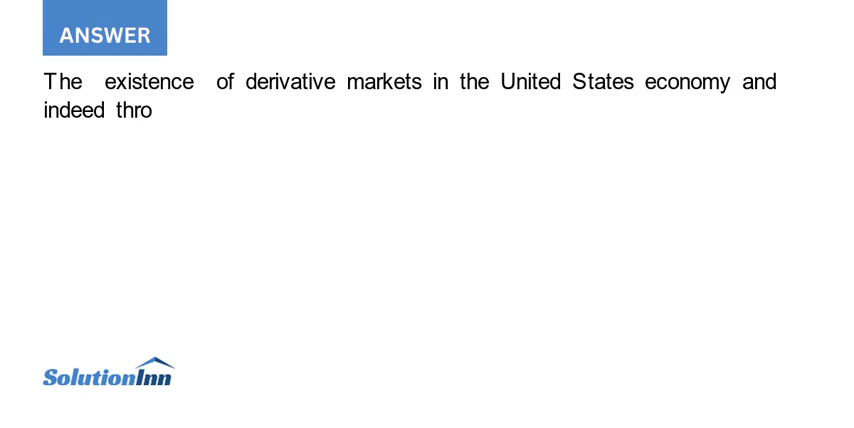 ANSWER
The existence of derivative markets in the United States economy and
indeed thro
SolutionInn